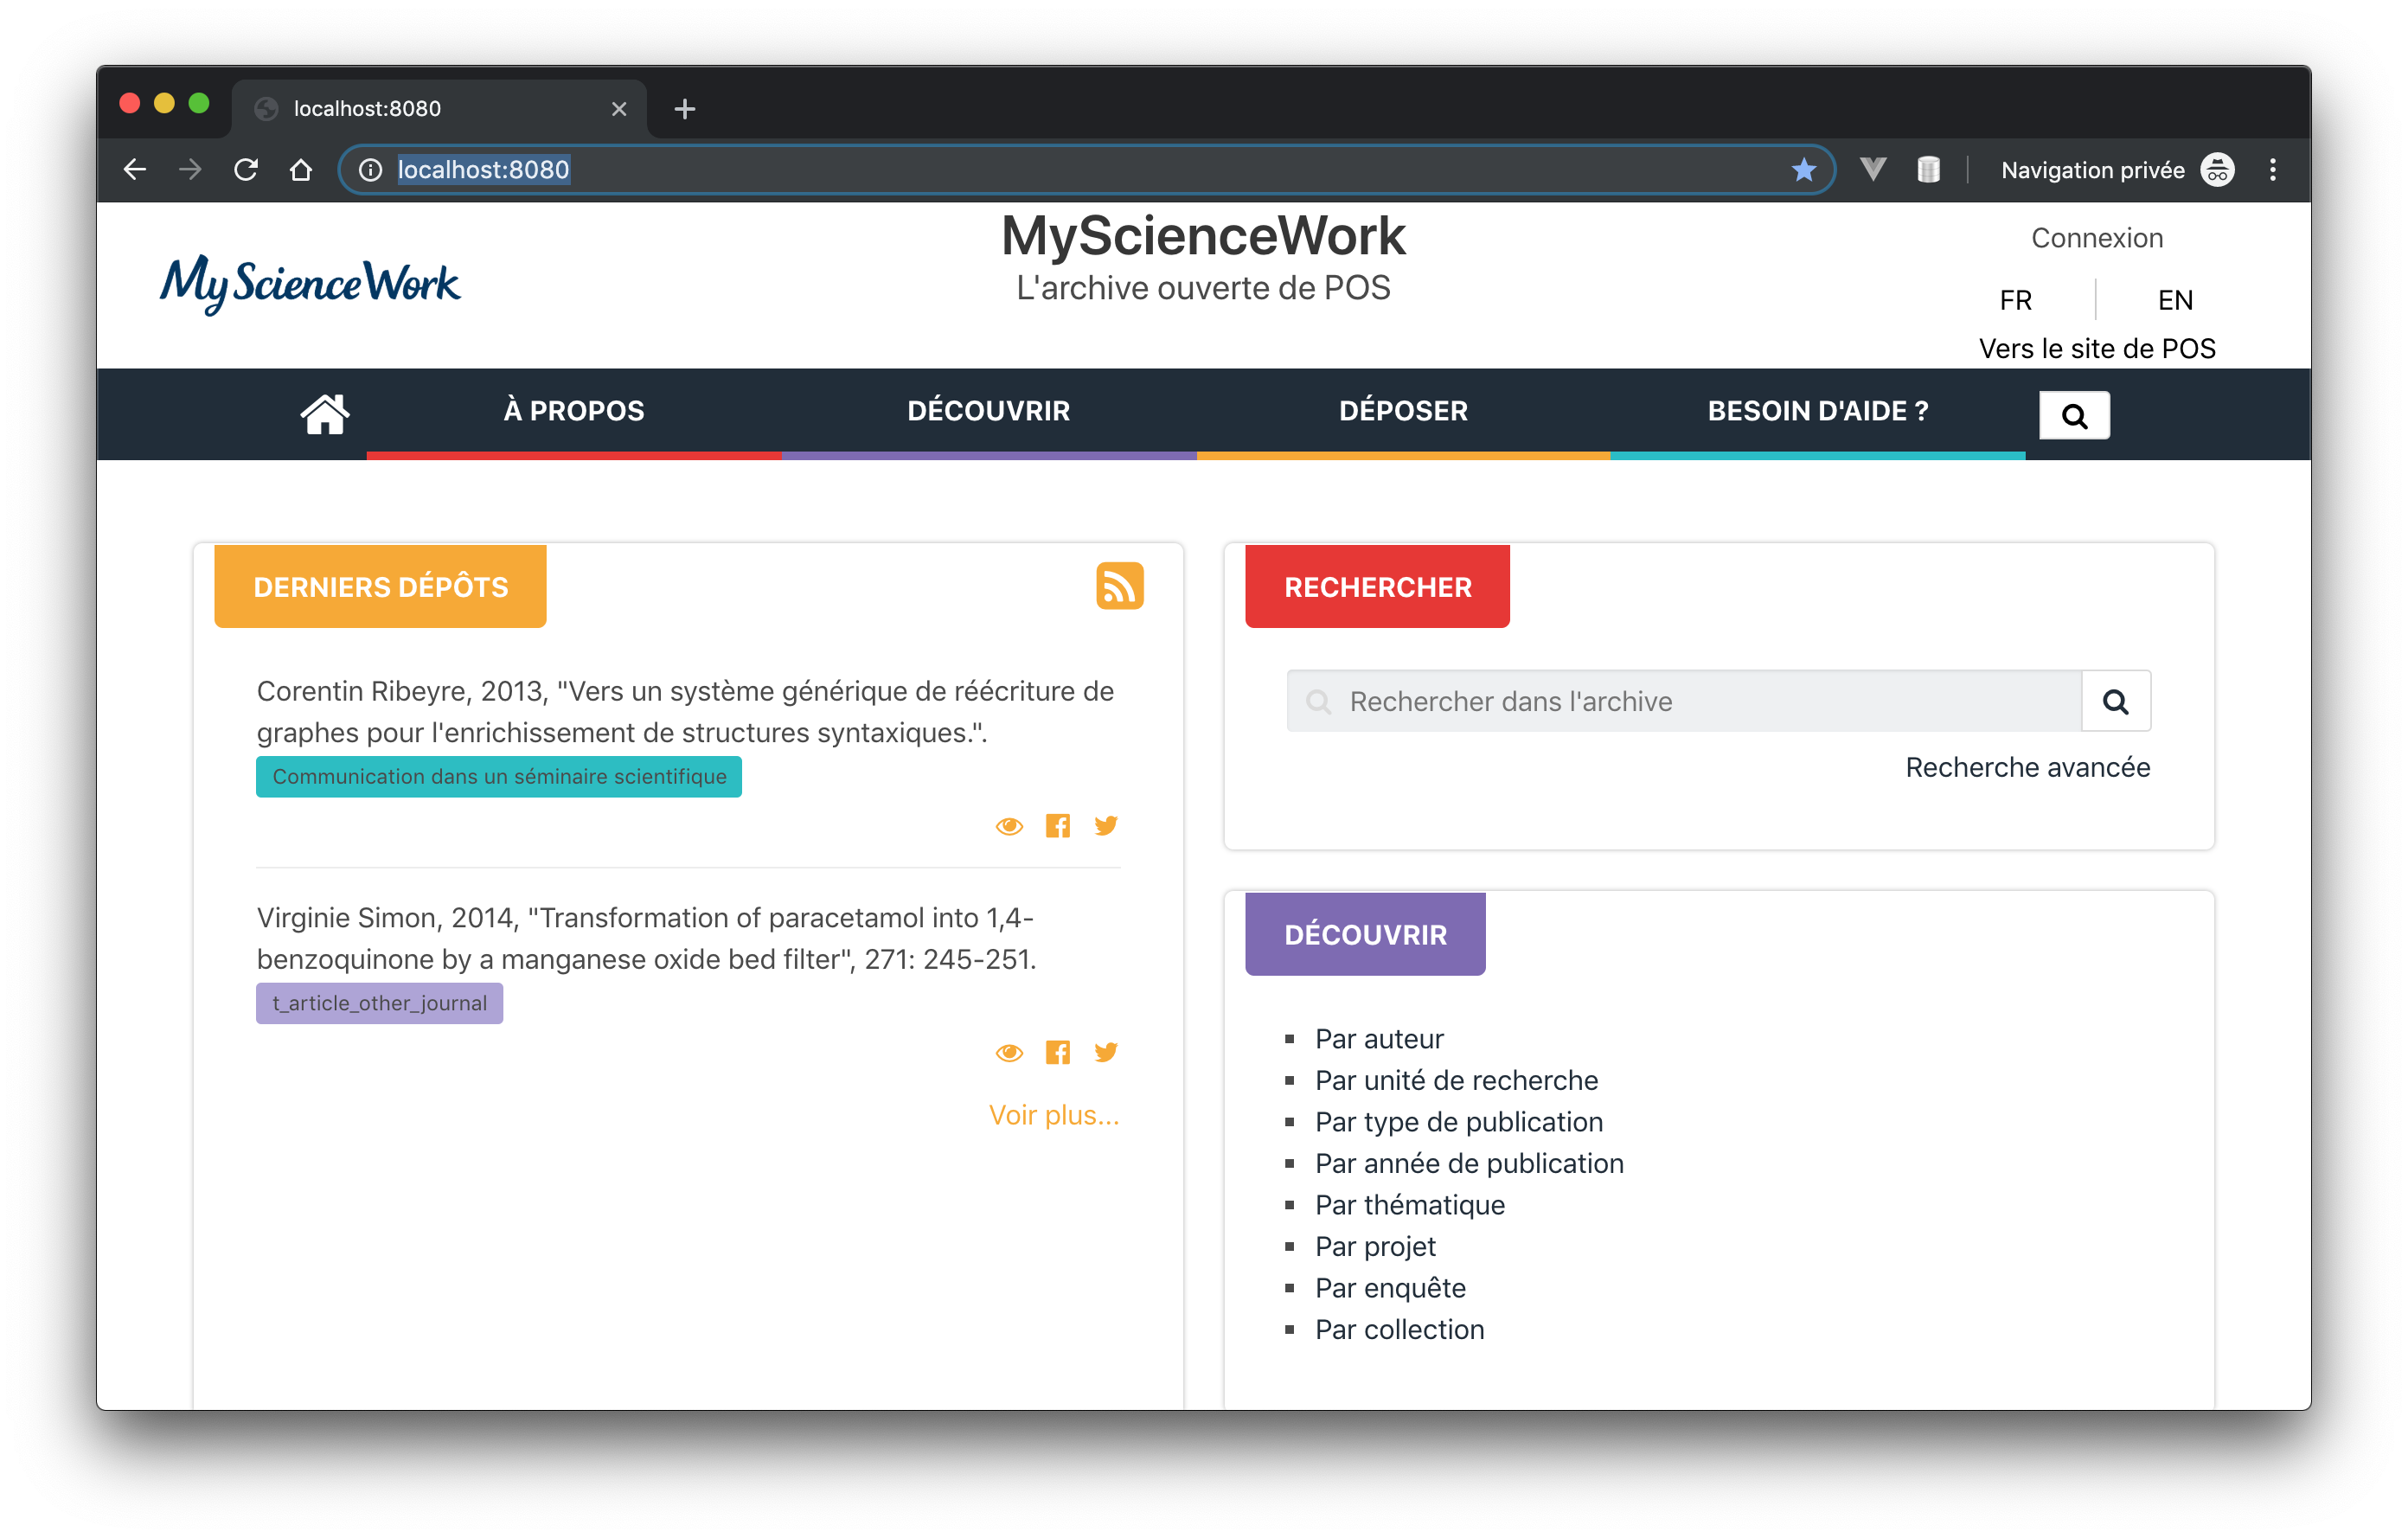 localhost:8080
localhost:8080
Navigation privée
MyScienceWork
MyScienceWork
L'archive ouverte de POS
Connexion
FR
EN
Vers le site de POS
À PROPOS
DÉCOUVRIR
DÉPOSER
BESOIN D'AIDE ?
DERNIERS DÉPÔTS
Corentin Ribeyre, 2013, "Vers un système générique de réécriture de
graphes pour l'enrichissement de structures syntaxiques.".
Communication dans un séminaire scientifique
Virginie Simon, 2014, "Transformation of paracetamol into 1,4-
benzoquinone by a manganese oxide bed filter", 271: 245-251.
t_article_other_journal
Voir plus...
RECHERCHER
Rechercher dans l'archive
Recherche avancée
DÉCOUVRIR
Par auteur
Par unité de recherche
Par type de publication
Par année de publication
Par thématique
Par projet
Par enquête
Par collection